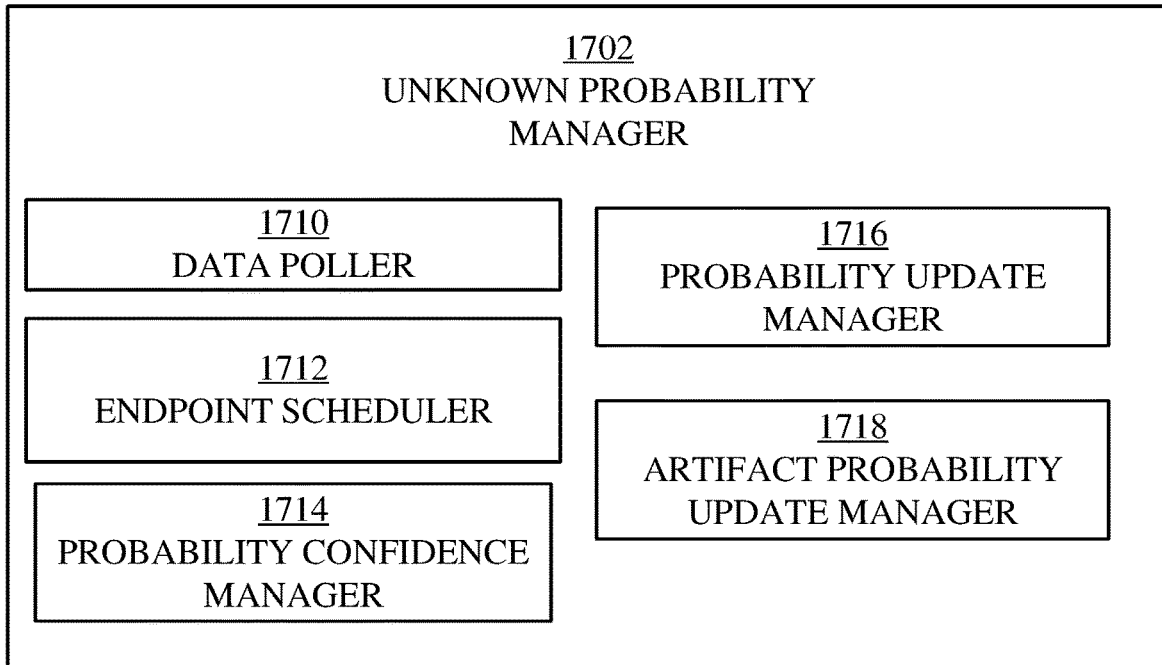 1702
UNKNOWN PROBABILITY
MANAGER
1710
DATA POLLER
1712
ENDPOINT SCHEDULER
1714
PROBABILITY CONFIDENCE
MANAGER
1716
PROBABILITY UPDATE
MANAGER
1718
ARTIFACT PROBABILITY
UPDATE MANAGER